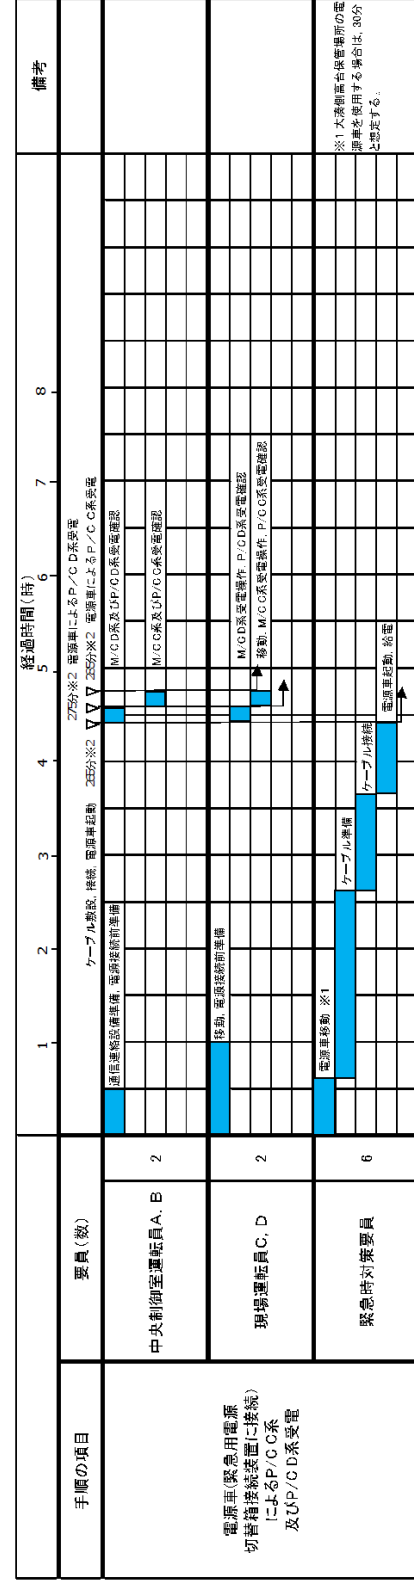 経過時間(時)
備考
1 2 3 4 5 6 7 8
手順の項目
要員(数)
ケーブル敷設, 接続, 電源車起動 265分※2
275分※2 電源車によるP/C D系受電
285分※2 電源車によるP/C C系受電
電源車(緊急用電源
切替箱接続装置に接続)
によるP/C C系
及びP/C D系受電
中央制御室運転員A, B
2
通信連絡設備準備, 電源接続前準備
M/C D系及びP/C D系受電確認
M/C C系及びP/C C系受電確認
現場運転員C, D
2
移動, 電源接続前準備
M/C D系受電操作, P/C D系受電確認
移動, M/C C系受電操作, P/C C系受電確認
緊急時対策要員
6
電源車移動 ※1
ケーブル準備
ケーブル接続
電源車起動, 給電
※1 大湊側高台保管場所の電
源車を使用する場合は, 30分
と想定する。